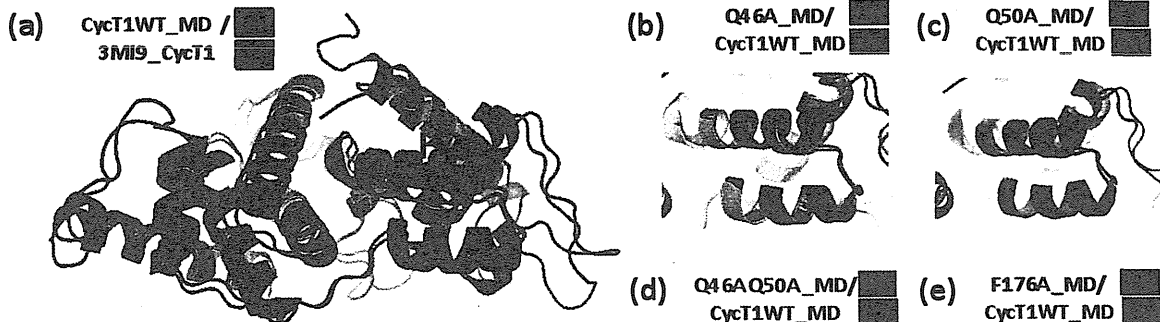 (a) CycT1WT_MD /
3MI9_CycT1
(b) Q46A_MD/
CycT1WT_MD
(c) Q50A_MD/
CycT1WT_MD
(d) Q46AQ50A_MD/
CycT1WT_MD
(e) F176A_MD/
CycT1WT_MD